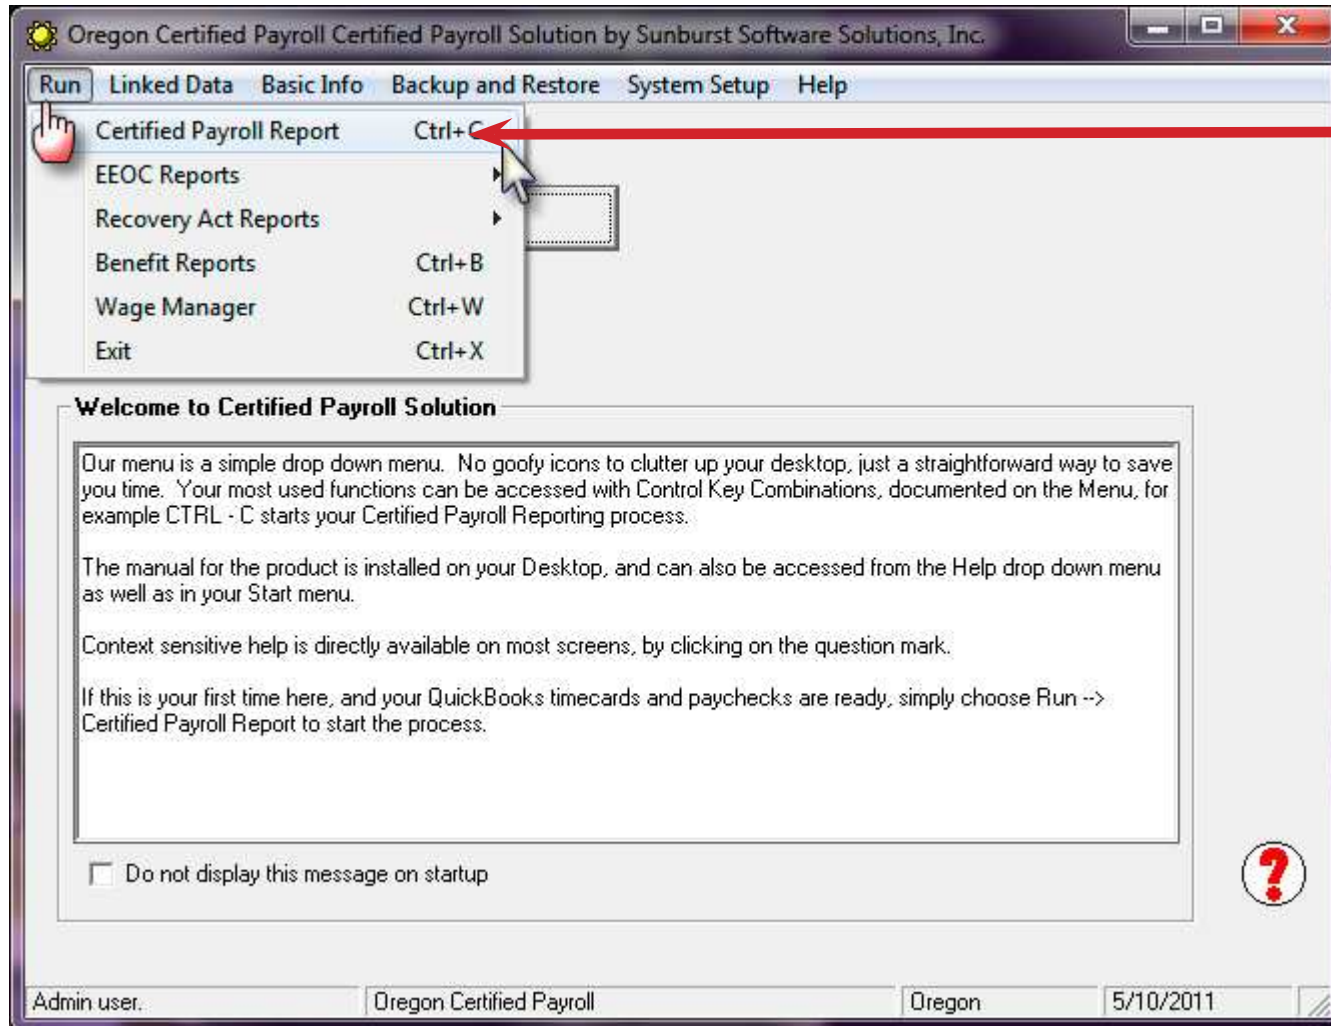 Oregon Certified Payroll Certified Payroll Solution by Sunburst Software Solutions, Inc.
Run Linked Data Basic Info Backup and Restore System Setup Help
Certified Payroll Report Ctrl+C
EEOC Reports
Recovery Act Reports
Benefit Reports Ctrl+B
Wage Manager Ctrl+W
Exit Ctrl+X
Welcome to Certified Payroll Solution
Our menu is a simple drop down menu. No goofy icons to clutter up your desktop, just a straightforward way to save
you time. Your most used functions can be accessed with Control Key Combinations, documented on the Menu, for
example CTRL - C starts your Certified Payroll Reporting process.
The manual for the product is installed on your Desktop, and can also be accessed from the Help drop down menu
as well as in your Start menu.
Context sensitive help is directly available on most screens, by clicking on the question mark.
If this is your first time here, and your QuickBooks timecards and paychecks are ready, simply choose Run -->
Certified Payroll Report to start the process.
Do not display this message on startup
?
Admin user. Oregon Certified Payroll Oregon 5/10/2011